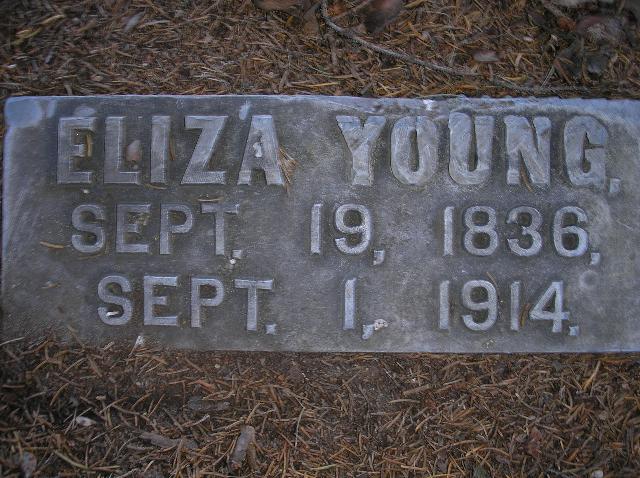 ELIZA YOUNG,
SEPT. 19, 1836,
SEPT. 1, 1914.